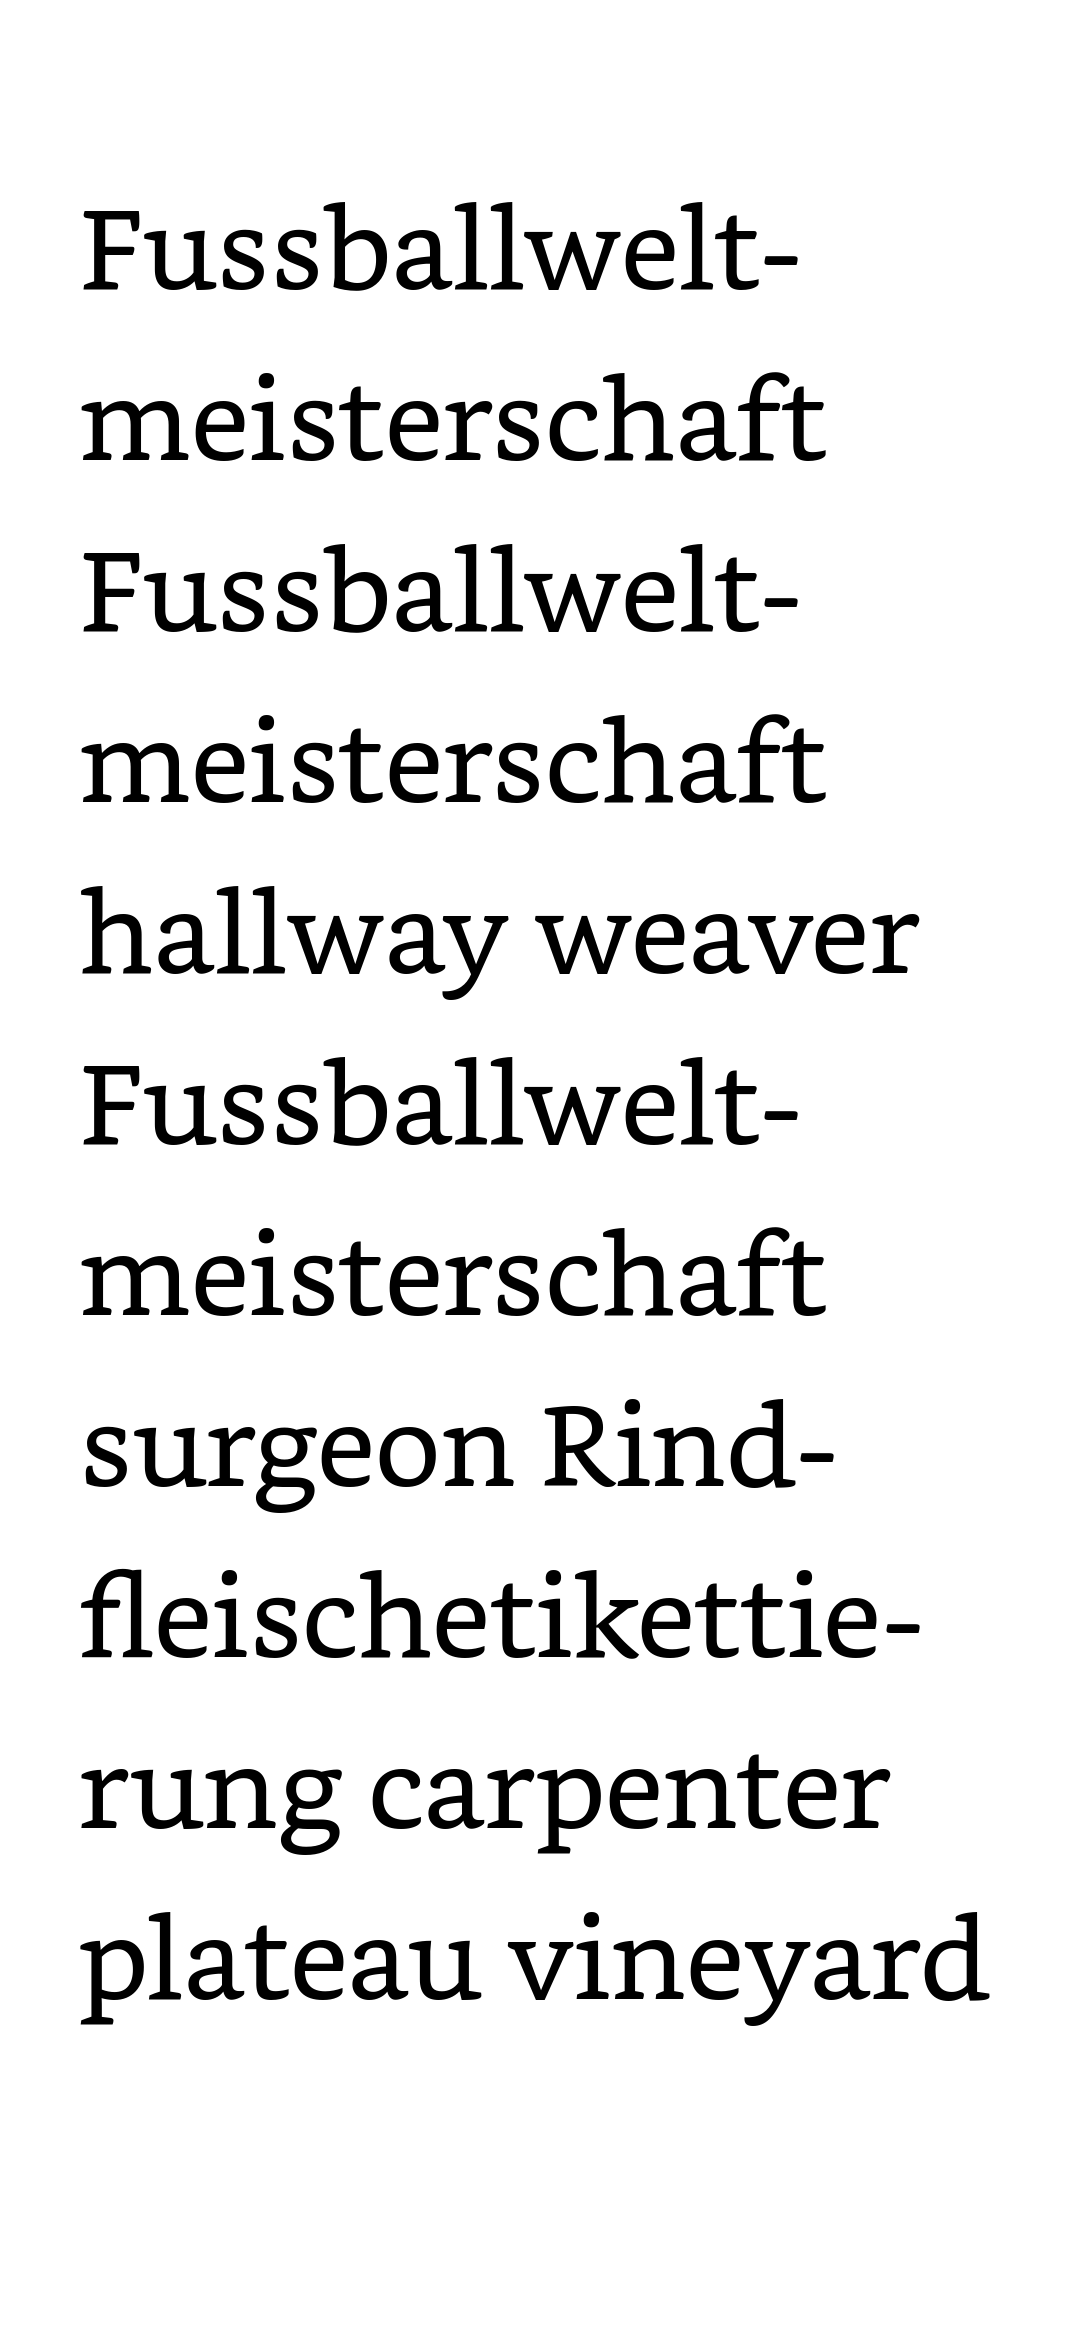 Fussballwelt-
meisterschaft
Fussballwelt-
meisterschaft
hallway weaver
Fussballwelt-
meisterschaft
surgeon Rind-
fleischetikettie-
rung carpenter
plateau vineyard